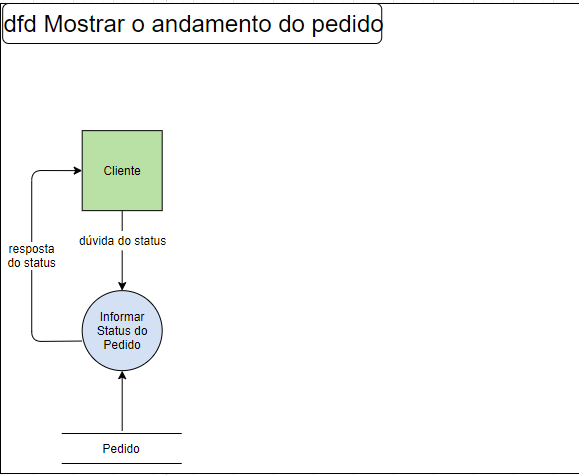 dfd Mostrar o andamento do pedido
Cliente
dúvida do status
resposta
do status
Informar
Status do
Pedido
Pedido